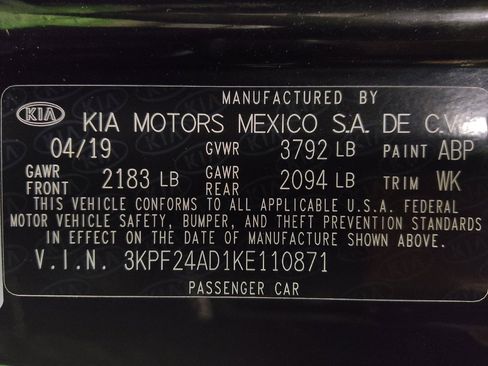 MANUFACTURED BY
KIA KIA MOTORS MEXICO S.A. DE C.V.
04/19 GVWR 3792 LB PAINT ABP
GAWR FRONT 2183 LB GAWR REAR 2094 LB TRIM WK
THIS VEHICLE CONFORMS TO ALL APPLICABLE U.S.A. FEDERAL
MOTOR VEHICLE SAFETY, BUMPER, AND THEFT PREVENTION STANDARDS
IN EFFECT ON THE DATE OF MANUFACTURE SHOWN ABOVE.
V.I.N. 3KPF24AD1KE110871
PASSENGER CAR